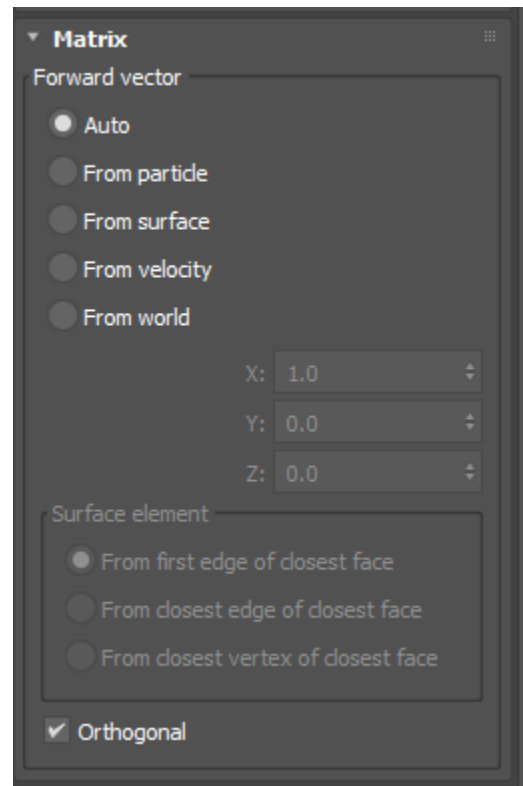 Matrix
Forward vector
Auto
From particle
From surface
From velocity
From world
X: 1.0
Y: 0.0
Z: 0.0
Surface element
From first edge of closest face
From closest edge of closest face
From closest vertex of closest face
Orthogonal